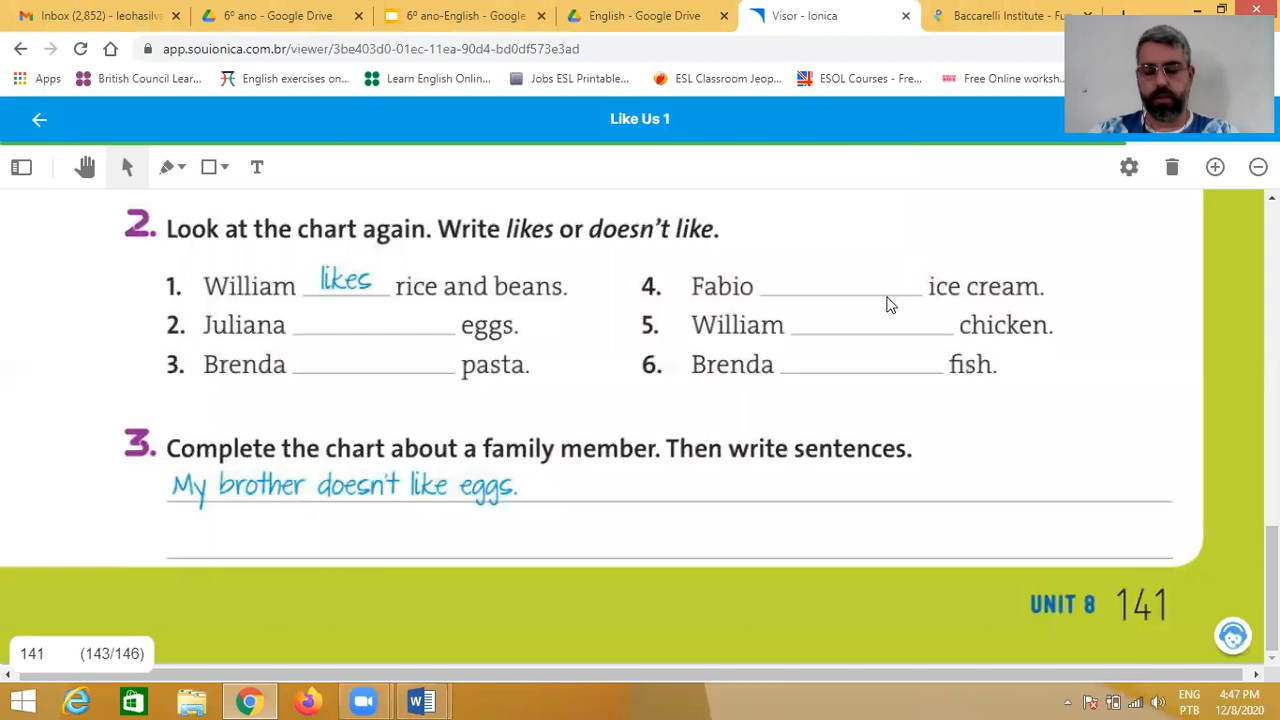 Inbox (2,852) - leohasilv
6º ano - Google Drive
6º ano-English - Google
English - Google Drive
Visor - Ionica
Baccarelli Institute - Fu
app.souionica.com.br/viewer/3be403d0-01ec-11ea-90d4-bd0df573e3ad
Apps
British Council Lear...
English exercises on...
Learn English Onlin...
Jobs ESL Printable...
ESL Classroom Jeop...
ESOL Courses - Fre...
Free Online worksh..
Like Us 1
T
2. Look at the chart again. Write likes or doesn't like.
1. William likes rice and beans.
2. Juliana ____ eggs.
3. Brenda ____ pasta.
4. Fabio ____ ice cream.
5. William ____ chicken.
6. Brenda ____ fish.
3. Complete the chart about a family member. Then write sentences.
My brother doesn't like eggs.
UNIT 8 141
141 (143/146)
ENG 4:47 PM
PTB 12/8/2020